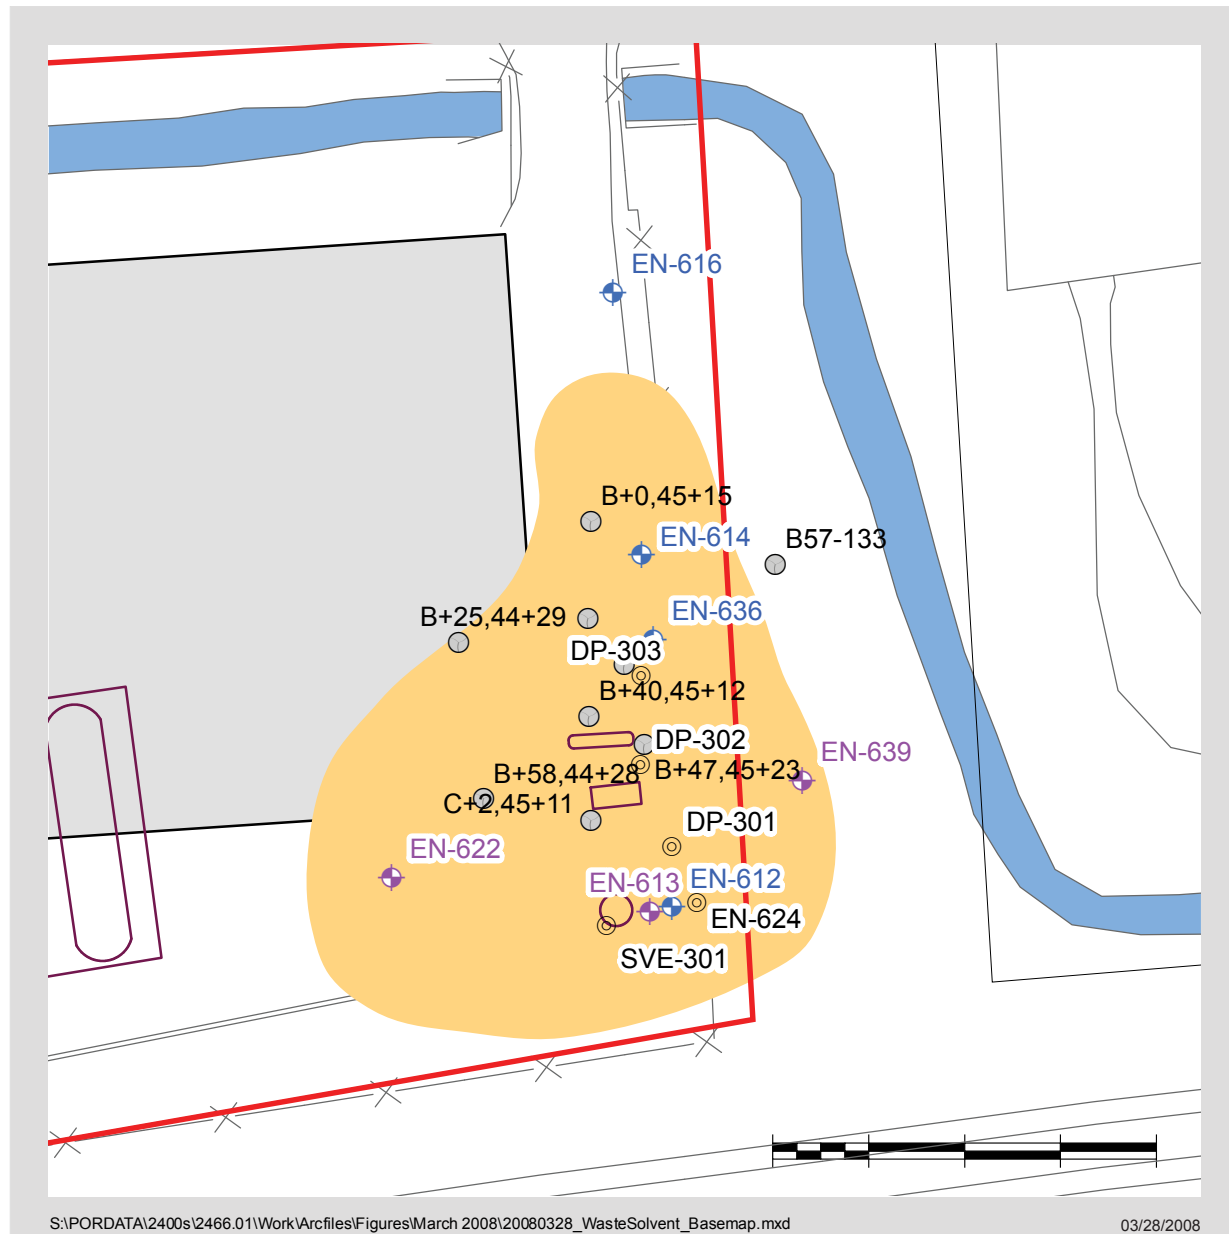 EN-616
B+0,45+15
EN-614
B57-133
EN-636
B+25,44+29
DP-303
B+40,45+12
DP-302
EN-639
B+58,44+28
B+47,45+23
C+2,45+11
DP-301
EN-622
EN-613
EN-612
EN-624
SVE-301
S:\PORDATA\2400s\2466.01\Work\Arcfiles\Figures\March 2008\20080328_WasteSolvent_Basemap.mxd
03/28/2008